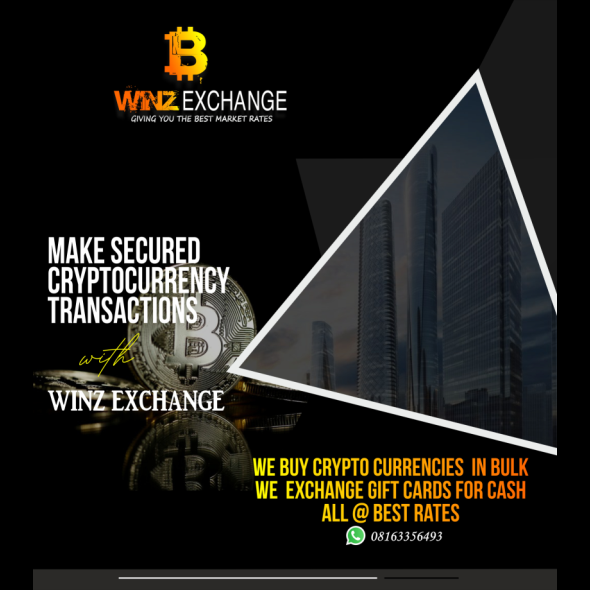 WINZ EXCHANGE
GIVING YOU THE BEST MARKET RATES
MAKE SECURED
CRYPTOCURRENCY
TRANSACTIONS
with
WINZ EXCHANGE
WE BUY CRYPTO CURRENCIES IN BULK
WE EXCHANGE GIFT CARDS FOR CASH
ALL @ BEST RATES
08163356493